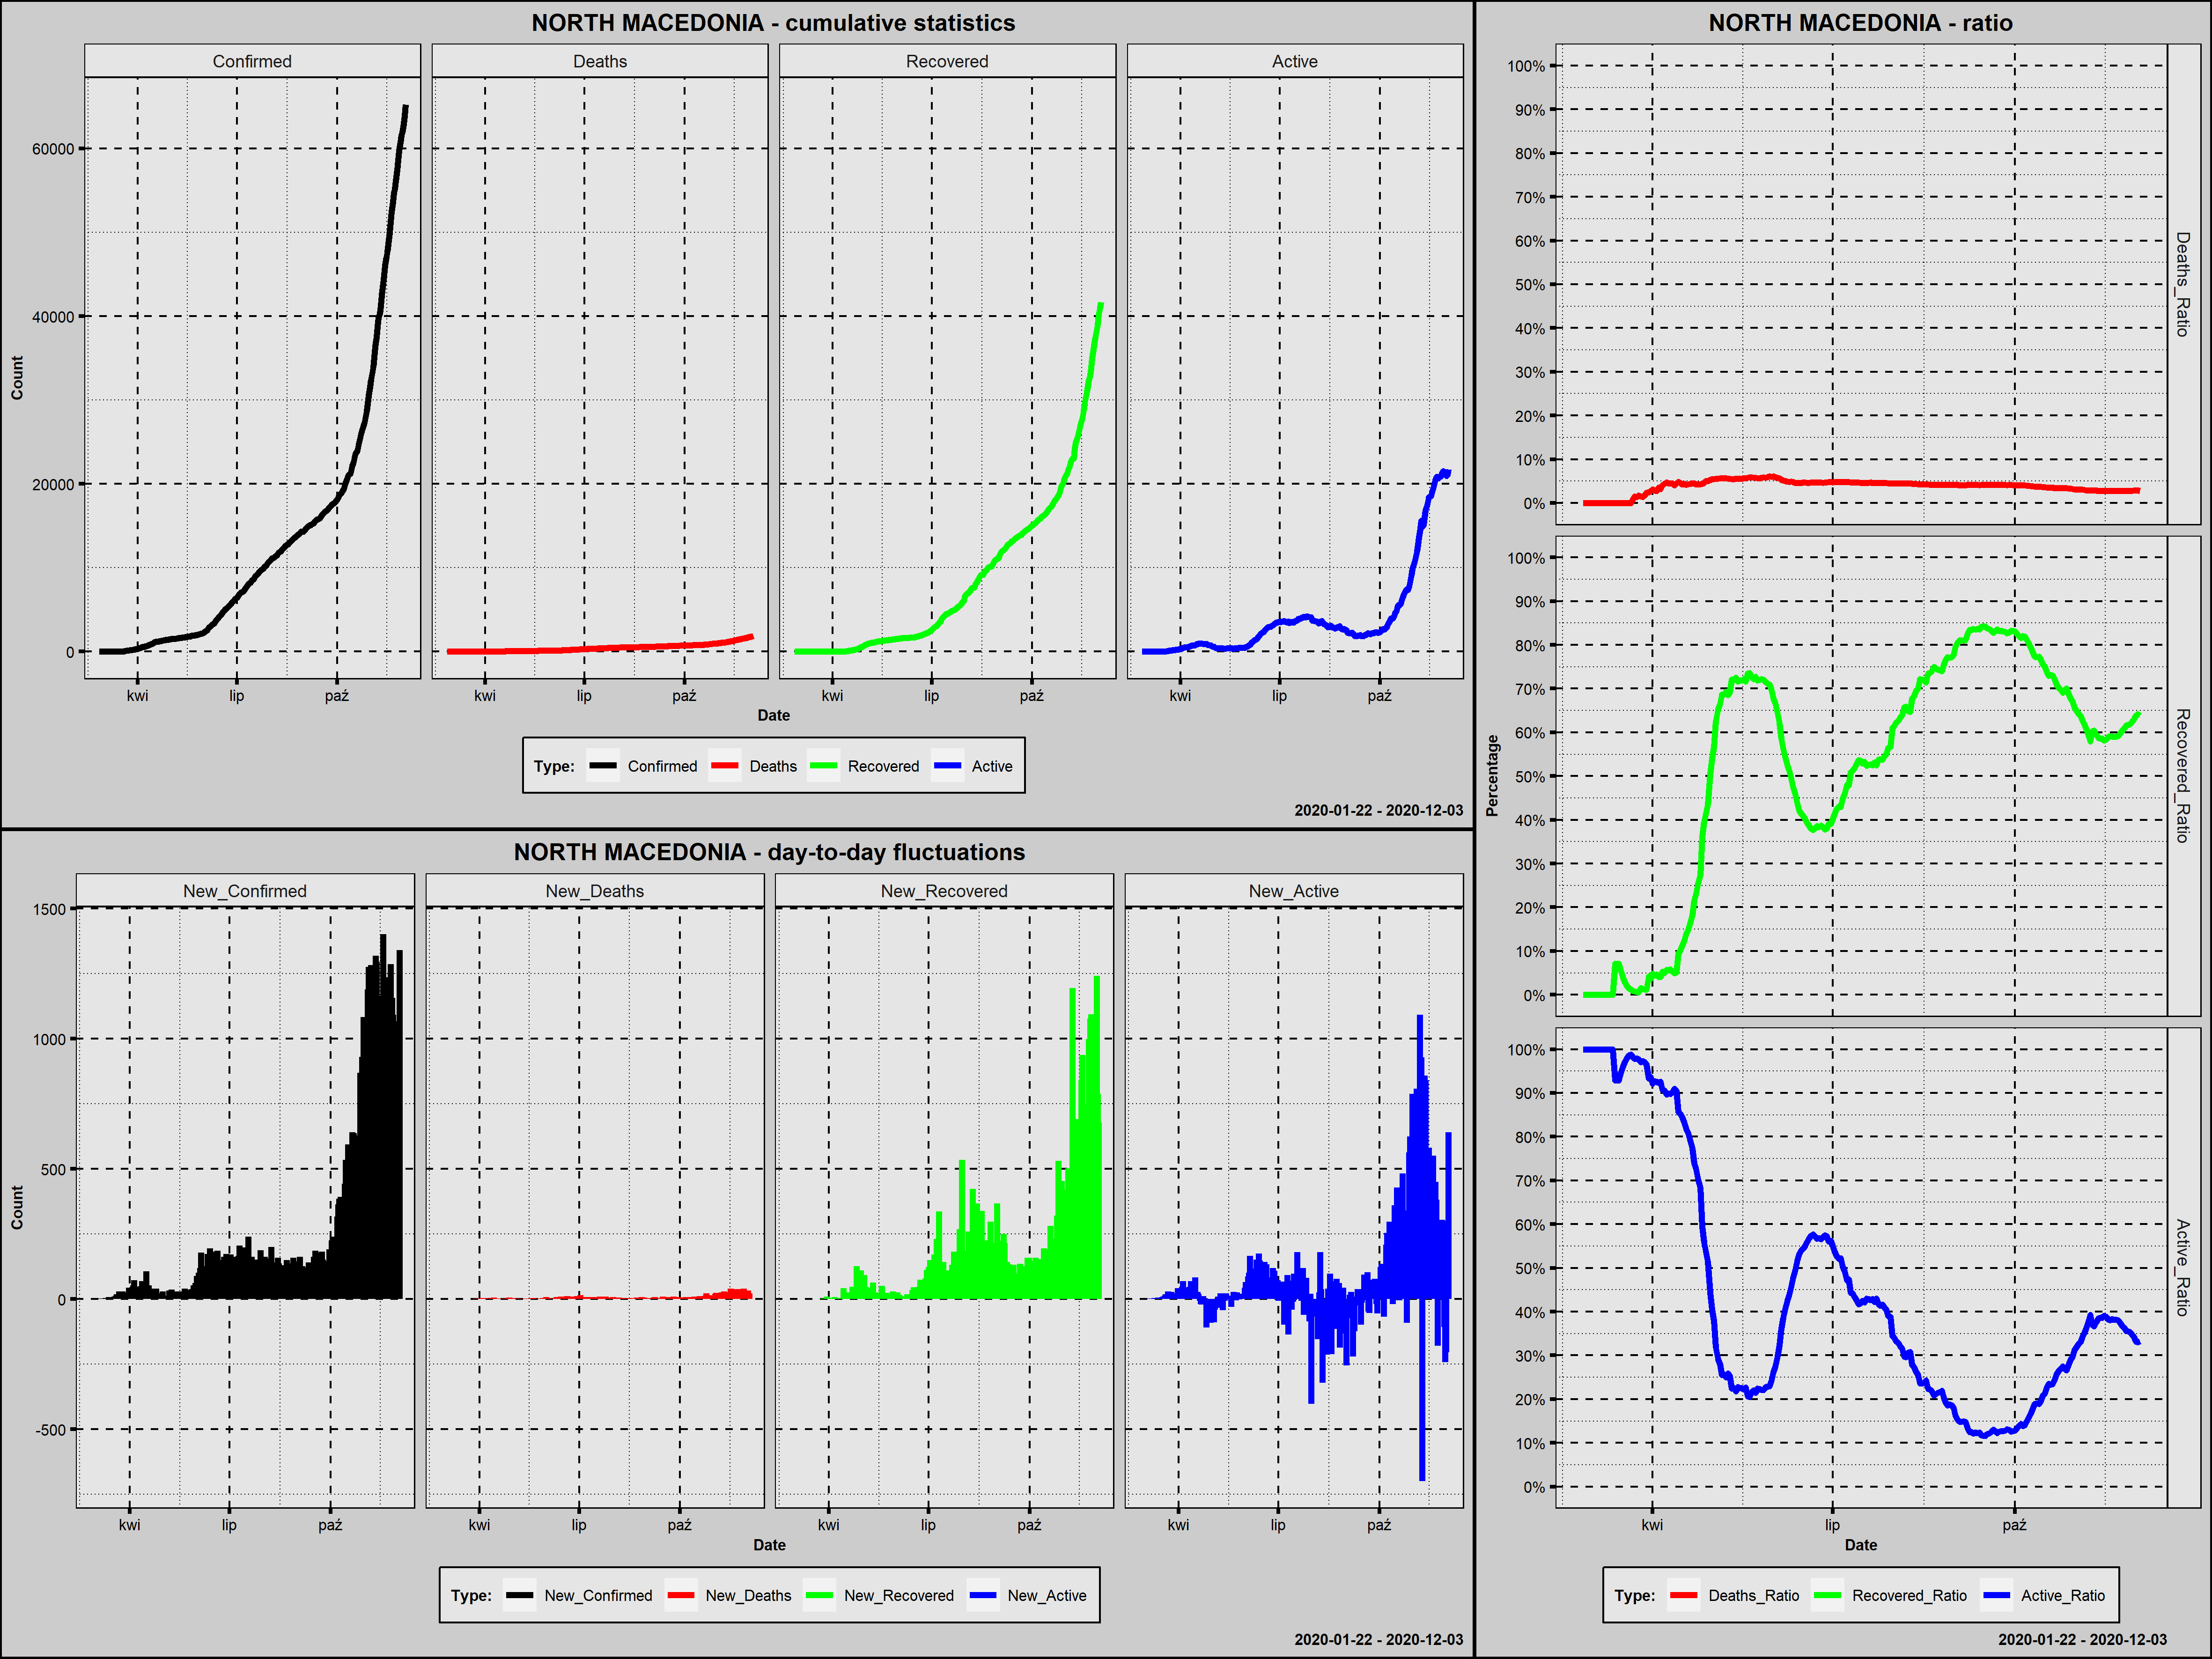 NORTH MACEDONIA - cumulative statistics
Confirmed Deaths Recovered Active
Count
60000
40000
20000
0
kwi lip paź kwi lip paź kwi lip paź kwi lip paź
Date
Type: Confirmed Deaths Recovered Active
2020-01-22 - 2020-12-03
NORTH MACEDONIA - day-to-day fluctuations
New_Confirmed New_Deaths New_Recovered New_Active
Count
1500
1000
500
0
-500
kwi lip paź kwi lip paź kwi lip paź kwi lip paź
Date
Type: New_Confirmed New_Deaths New_Recovered New_Active
2020-01-22 - 2020-12-03
NORTH MACEDONIA - ratio
Percentage
100%
90%
80%
70%
60%
50%
40%
30%
20%
10%
0%
Deaths_Ratio
100%
90%
80%
70%
60%
50%
40%
30%
20%
10%
0%
Recovered_Ratio
100%
90%
80%
70%
60%
50%
40%
30%
20%
10%
0%
Active_Ratio
kwi lip paź
Date
Type: Deaths_Ratio Recovered_Ratio Active_Ratio
2020-01-22 - 2020-12-03